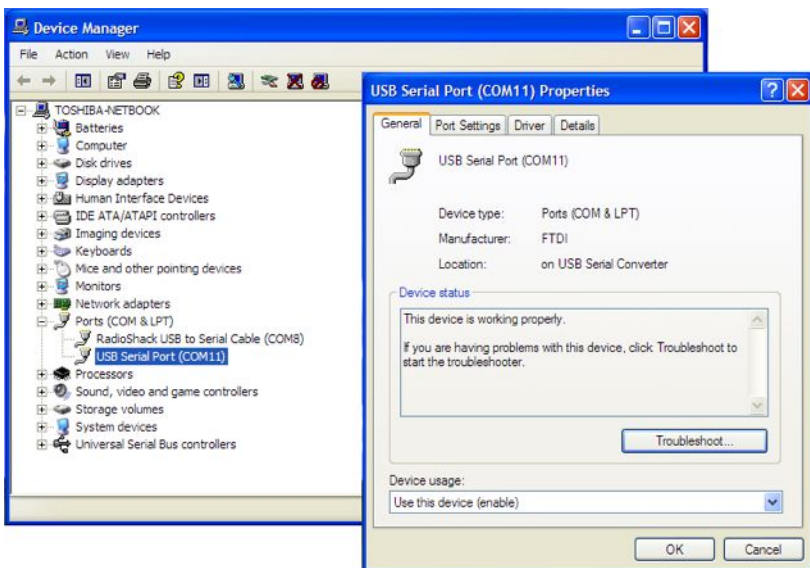 Device Manager
File Action View Help
TOSHIBA-NETBOOK
Batteries
Computer
Disk drives
Display adapters
Human Interface Devices
IDE ATA/ATAPI controllers
Imaging devices
Keyboards
Mice and other pointing devices
Monitors
Network adapters
Ports (COM & LPT)
RadioShack USB to Serial Cable (COM8)
USB Serial Port (COM11)
Processors
Sound, video and game controllers
Storage volumes
System devices
Universal Serial Bus controllers
USB Serial Port (COM11) Properties
General Port Settings Driver Details
USB Serial Port (COM11)
Device type: Ports (COM & LPT)
Manufacturer: FTDI
Location: on USB Serial Converter
Device status
This device is working properly.
If you are having problems with this device, click Troubleshoot to
start the troubleshooter.
Troubleshoot...
Device usage:
Use this device (enable)
OK Cancel